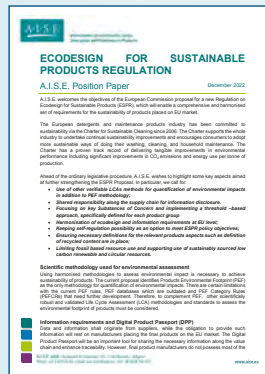 A.I.S.E.
ECODESIGN FOR SUSTAINABLE
PRODUCTS REGULATION
A.I.S.E. Position Paper
December 2022
A.I.S.E. welcomes the objectives of the European Commission proposal for a new Regulation on
Ecodesign for Sustainable Products (ESPR), which will enable a comprehensive and harmonised
set of requirements for the sustainability of products placed on EU market.
The European detergents and maintenance products industry has been committed to
sustainability via the Charter for Sustainable Cleaning since 2005. The Charter supports the whole
industry to undertake continual sustainability improvements and encourages consumers to adopt
more sustainable ways of doing their washing, cleaning, and household maintenance. The
Charter has a proven track record of delivering tangible improvements in environmental
performance including significant improvements in CO₂ emissions and energy use per tonne of
production.
Ahead of the ordinary legislative procedure, A.I.S.E. wishes to highlight some key aspects aimed
at further strengthening the ESPR Proposal. In particular, we call for:
• Use of other verifiable LCAs methods for quantification of environmental impacts
in addition to PEF methodology;
• Shared responsibility along the supply chain for information disclosure.
• Focusing on key Substances of Concern and implementing a threshold –based
approach, specifically defined for each product group
• Harmonisation of ecodesign and information requirements at EU level;
• Keeping self-regulation possibility as an option to meet ESPR policy objectives;
• Ensuring necessary definitions for the relevant products aspects such as definition
of recycled content are in place;
• Limiting fossil based resource use and supporting use of sustainably sourced low
carbon renewable and circular resources.
Scientific methodology used for environmental assessment
Using harmonised methodologies to assess environmental impact is necessary to achieve
sustainability of products. The current proposal identifies Products Environmental Footprint (PEF)
as the only methodology for quantification of environmental impacts. There are certain limitations
with the current PEF rules, PEF databases which are outdated and PEF Category Rules
(PEFCRs) that need further development. Therefore, to complement PEF, other scientifically
robust and validated Life Cycle Assessment (LCA) methodologies and standards to assess the
environmental footprint of products must be considered.
Information requirements and Digital Product Passport (DPP)
Data and information shall originate from suppliers, while the obligation to provide such
information will rest on manufacturers placing the final products on the EU market. The Digital
Product Passport will be an important tool for sharing the necessary information along the value
chain and enhance traceability. However, final product manufacturers do not possess most of the
www.aise.eu